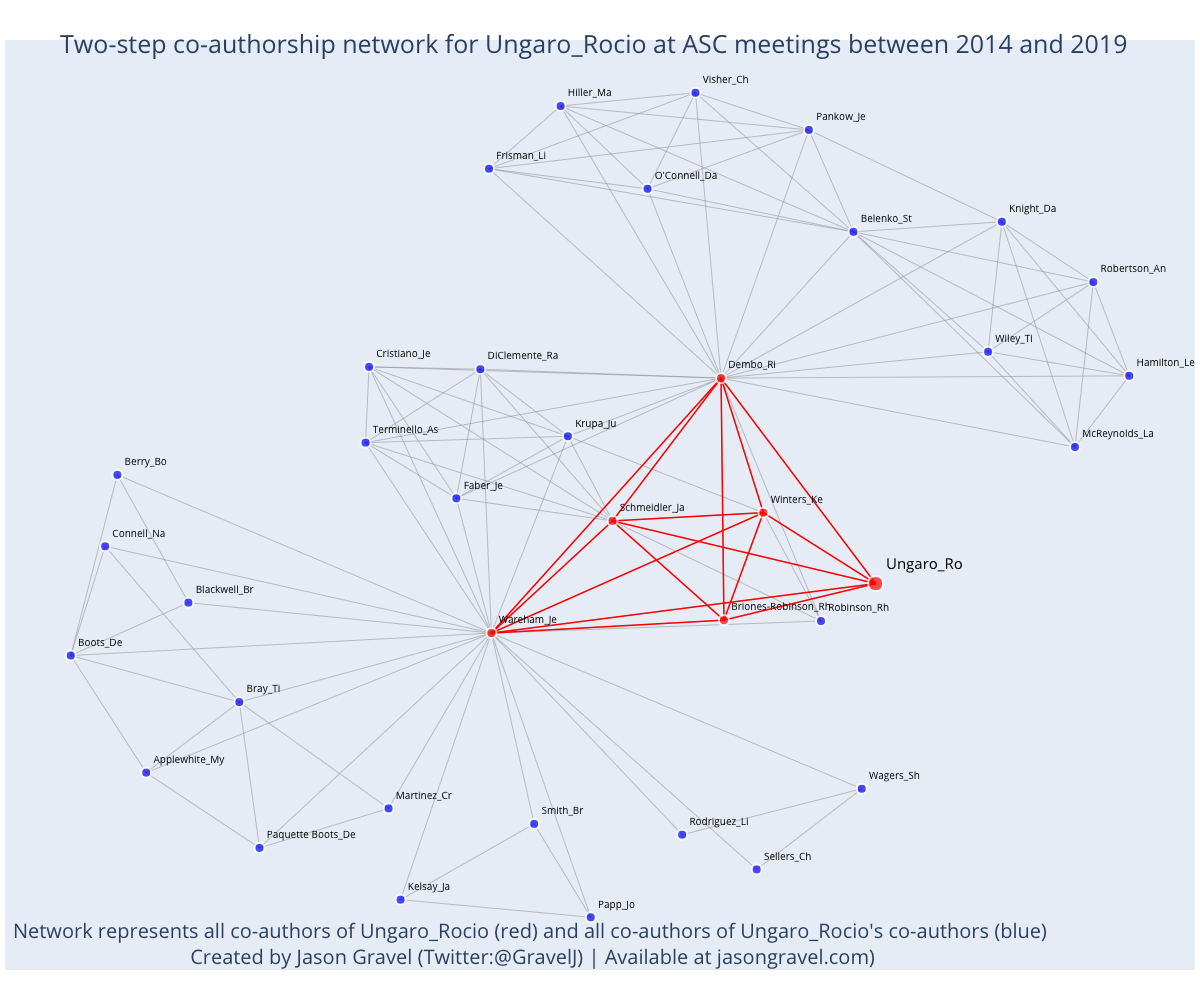 Two-step co-authorship network for Ungaro_Rocio at ASC meetings between 2014 and 2019
Visher_Ch
Hiller_Ma
Pankow_Je
Frisman_Li
O'Connell_Da
Knight_Da
Belenko_St
Robertson_An
Wiley_Ti
Cristiano_Je
DiClemente_Ra
Dembo_Ri
Hamilton_Le
Krupa_Ju
Terminello_As
McReynolds_La
Berry_Bo
Faber_Je
Winters_Ke
Schmeidler_Ja
Connell_Na
Ungaro_Ro
Blackwell_Br
Briones-Robinson_Rh
Robinson_Rh
Wareham_Je
Boots_De
Bray_Ti
Applewhite_My
Wagers_Sh
Martinez_Cr
Smith_Br
Rodriguez_Li
Paquette Boots_De
Sellers_Ch
Kelsay_Ja
Papp_Jo
Network represents all co-authors of Ungaro_Rocio (red) and all co-authors of Ungaro_Rocio's co-authors (blue)
Created by Jason Gravel (Twitter:@GravelJ) | Available at jasongravel.com)